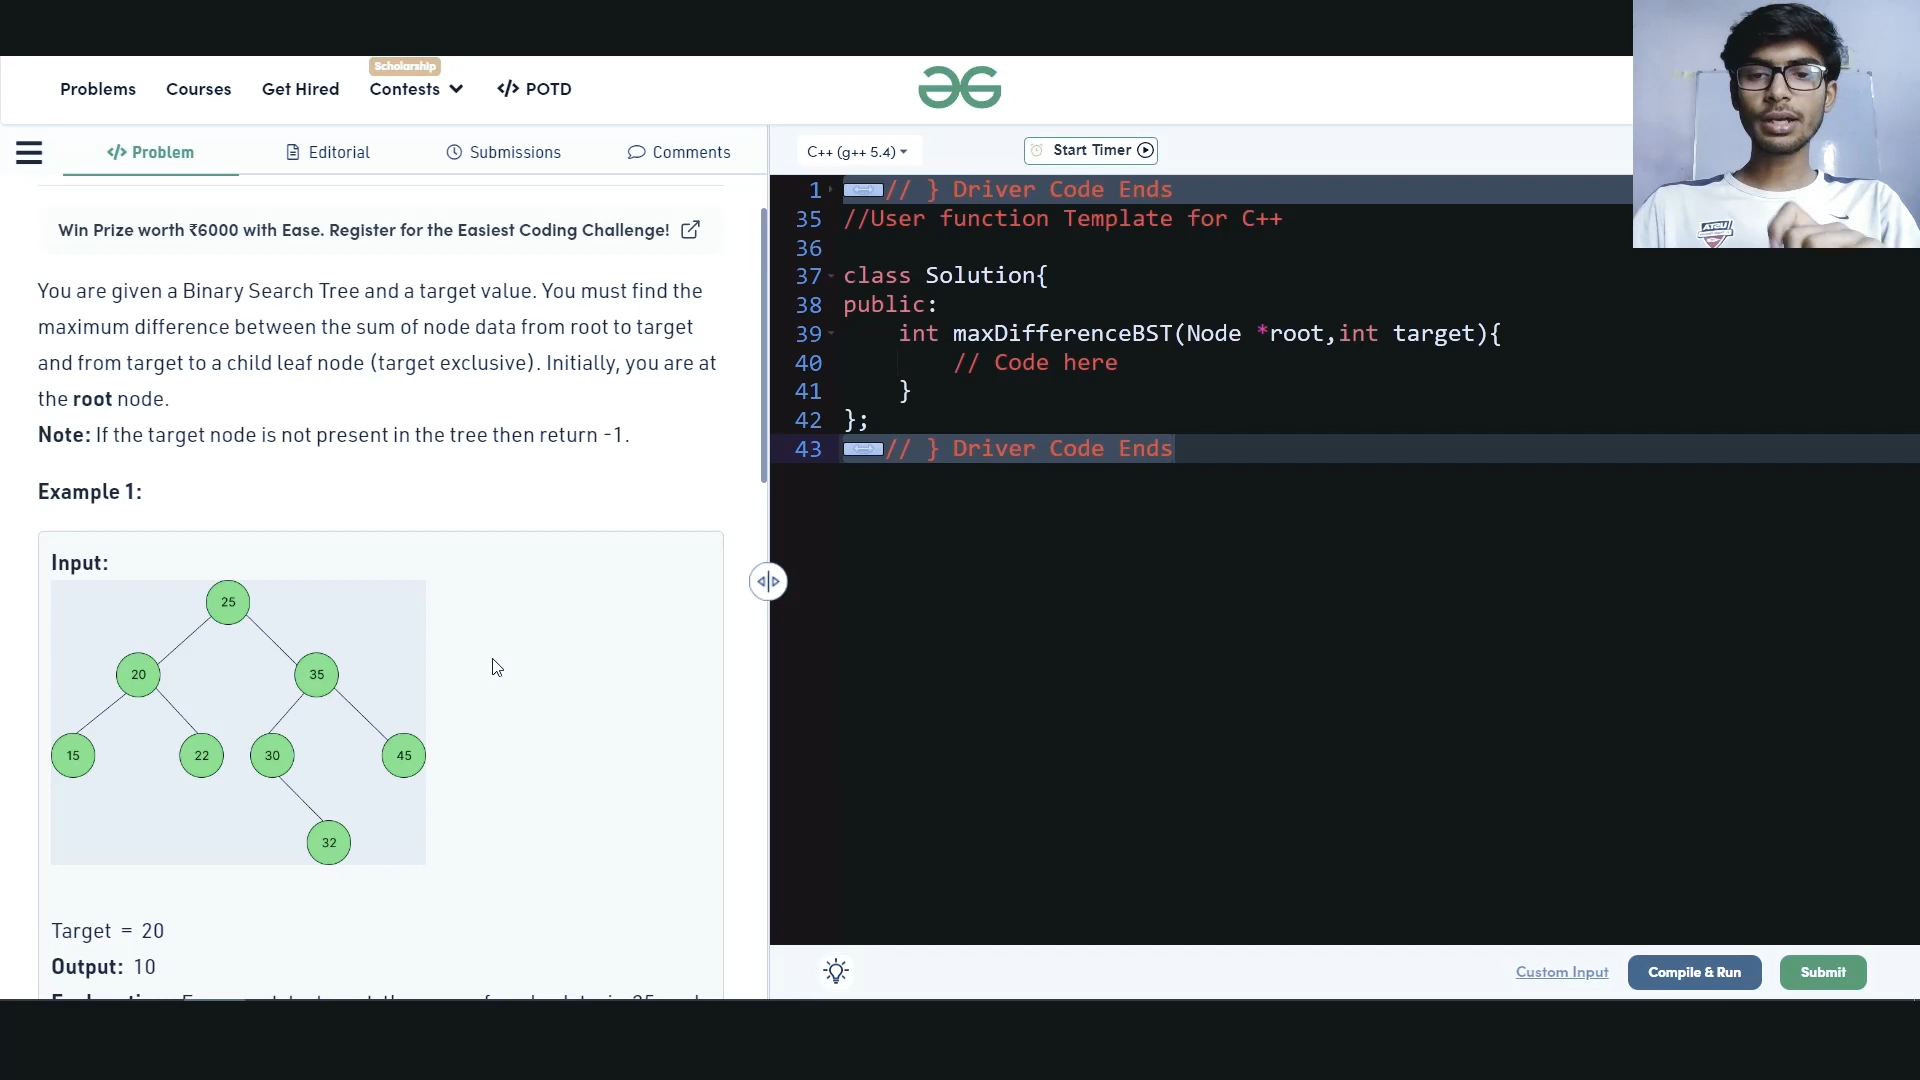 Scholarship
Problems Courses Get Hired Contests </> POTD
</> Problem Editorial Submissions Comments
Win Prize worth ₹6000 with Ease. Register for the Easiest Coding Challenge!
You are given a Binary Search Tree and a target value. You must find the
maximum difference between the sum of node data from root to target
and from target to a child leaf node (target exclusive). Initially, you are at
the root node.
Note: If the target node is not present in the tree then return -1.
Example 1:
Input:
25
20 35
15 22 30 45
32
Target = 20
Output: 10
C++ (g++ 5.4) Start Timer
1 // } Driver Code Ends
35 //User function Template for C++
36
37 class Solution{
38 public:
39 int maxDifferenceBST(Node *root,int target){
40 // Code here
41 }
42 };
43 // } Driver Code Ends
Custom Input Compile & Run Submit
ATCU